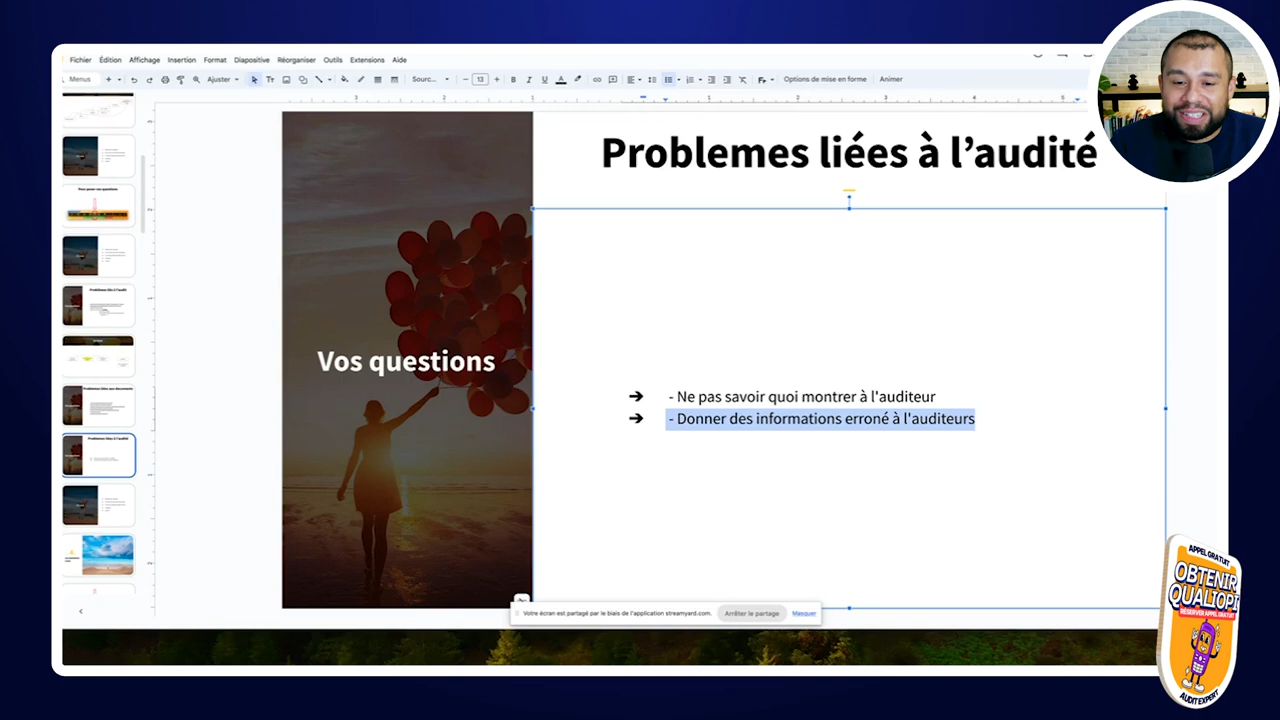 Fichier Édition Affichage Insertion Format Diapositive Réorganiser Outils Extensions Aide
Menus Ajuster Sourc... 13 Options de mise en forme Animer
Problemes liées à l’audité
Vos questions
- Ne pas savoir quoi montrer à l'auditeur
- Donner des informations erroné à l'auditeurs
Votre écran est partagé par le biais de l'application streamyard.com. Arrêter le partage Masquer
APPEL GRATUIT
OBTENIR
QUALIOPI
RÉSERVER APPEL GRATUIT
AUDIT EXPERT